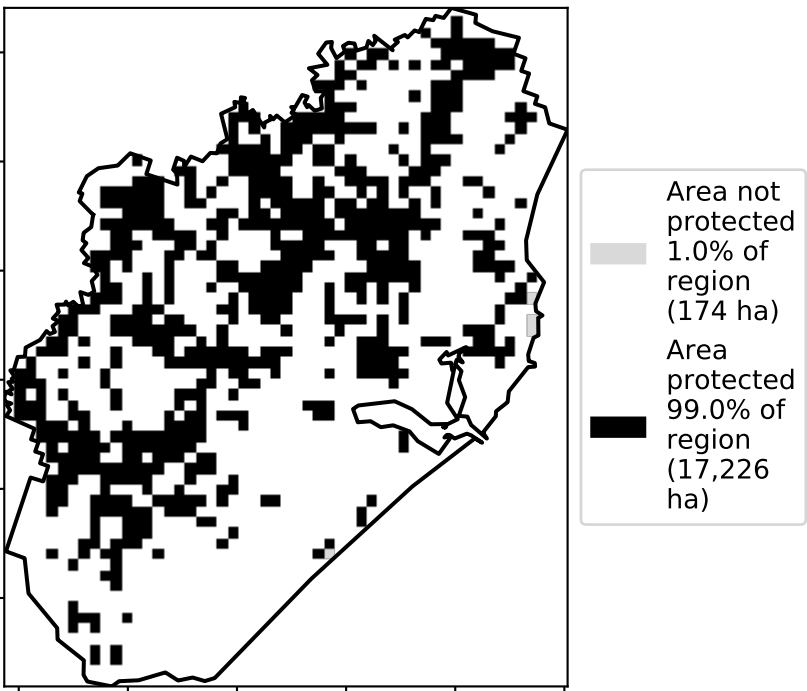 Area not
protected
1.0% of
region
(174 ha)
Area
protected
99.0% of
region
(17,226
ha)